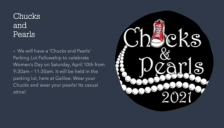 Chucks
and
Pearls
- We will have a 'Chucks and Pearls'
Parking Lot Fellowship to celebrate
Women's Day on Saturday, April 10th from
9:30am - 11:30am. It will be held in the
parking lot, here at Galilee. Wear your
Chucks and wear your pearls! Its casual
attire!
Chucks
&
Pearls
2021